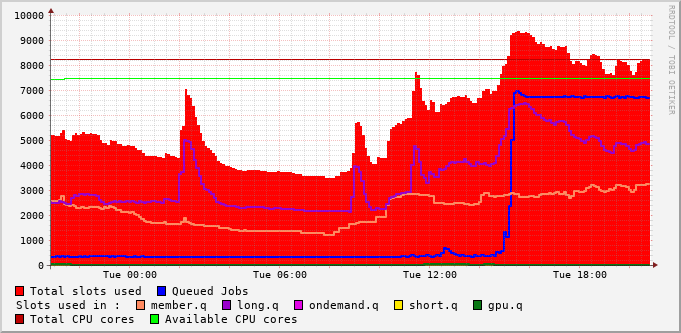 10000
9000
8000
7000
6000
5000
4000
3000
2000
1000
0
Tue 00:00 Tue 06:00 Tue 12:00 Tue 18:00
RRDTOOL / TOBI OETIKER
Total slots used Queued Jobs
Slots used in : member.q long.q ondemand.q short.q gpu.q
Total CPU cores Available CPU cores